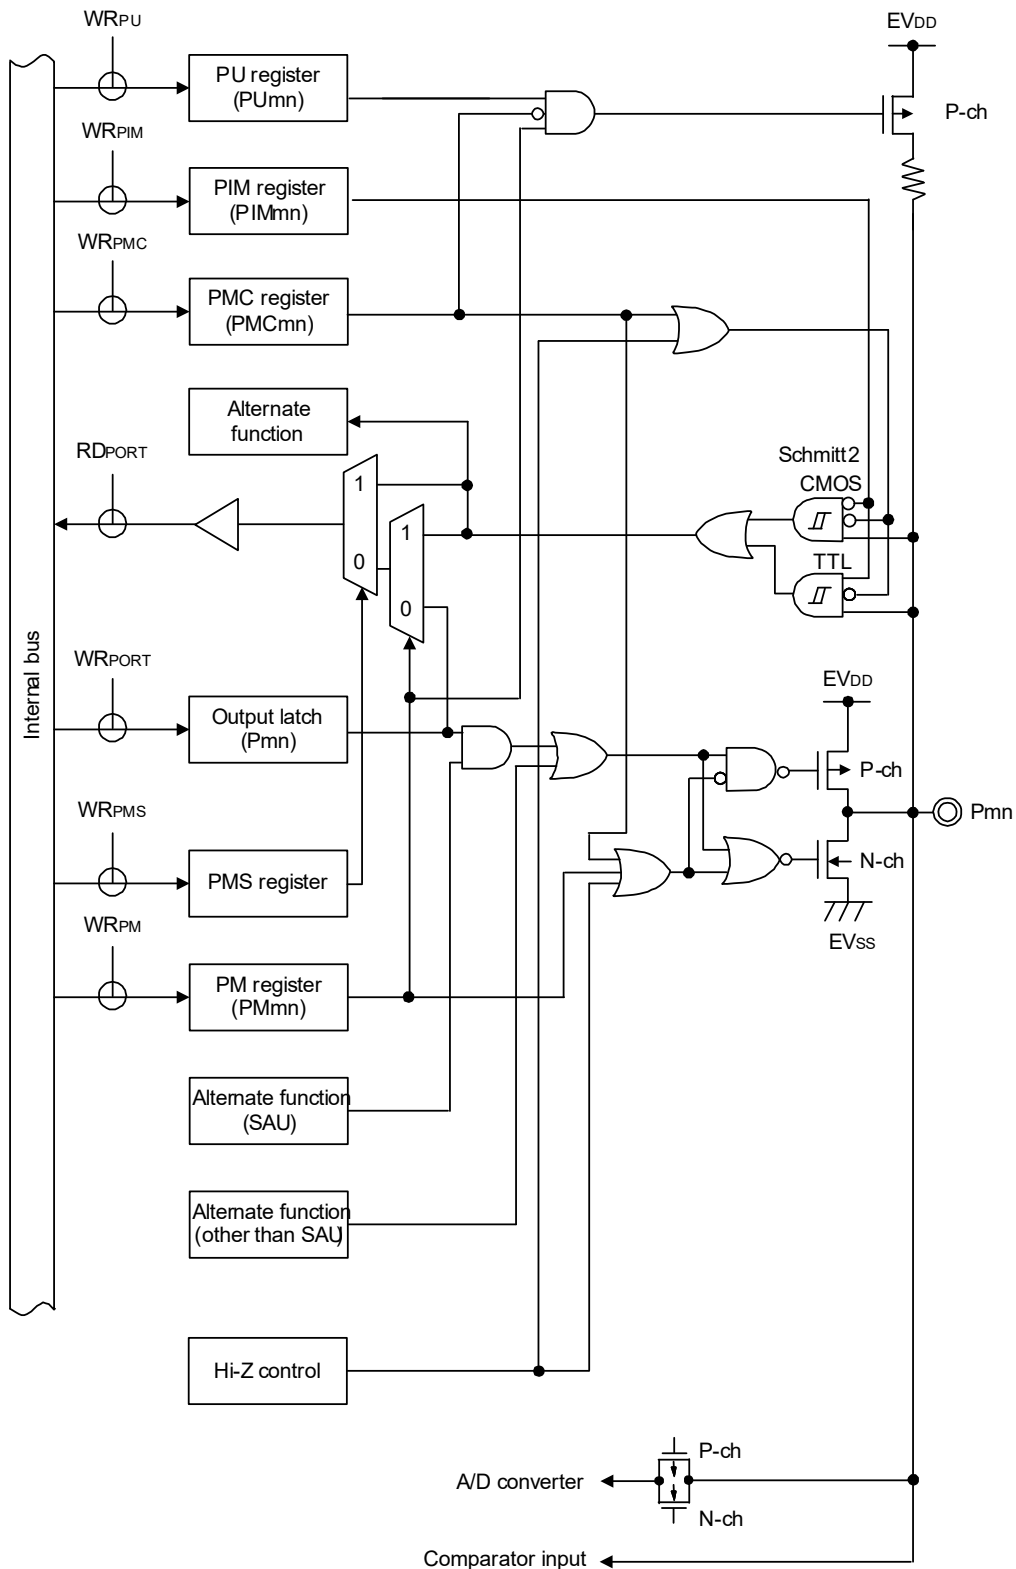 WRPU
EVDD
PU register
(PUmn)
P-ch
WRPIM
PIM register
(PIMmn)
WRPMC
PMC register
(PMCmn)
Alternate
function
RDPORT
Schmitt2
CMOS
1
1
TTL
0
0
Internal bus
WRPORT
EVDD
Output latch
(Pmn)
P-ch
Pmn
WRPMS
N-ch
PMS register
WRPM
EVSS
PM register
(PMmn)
Alternate function
(SAU)
Alternate function
(other than SAU)
Hi-Z control
P-ch
A/D converter
N-ch
Comparator input